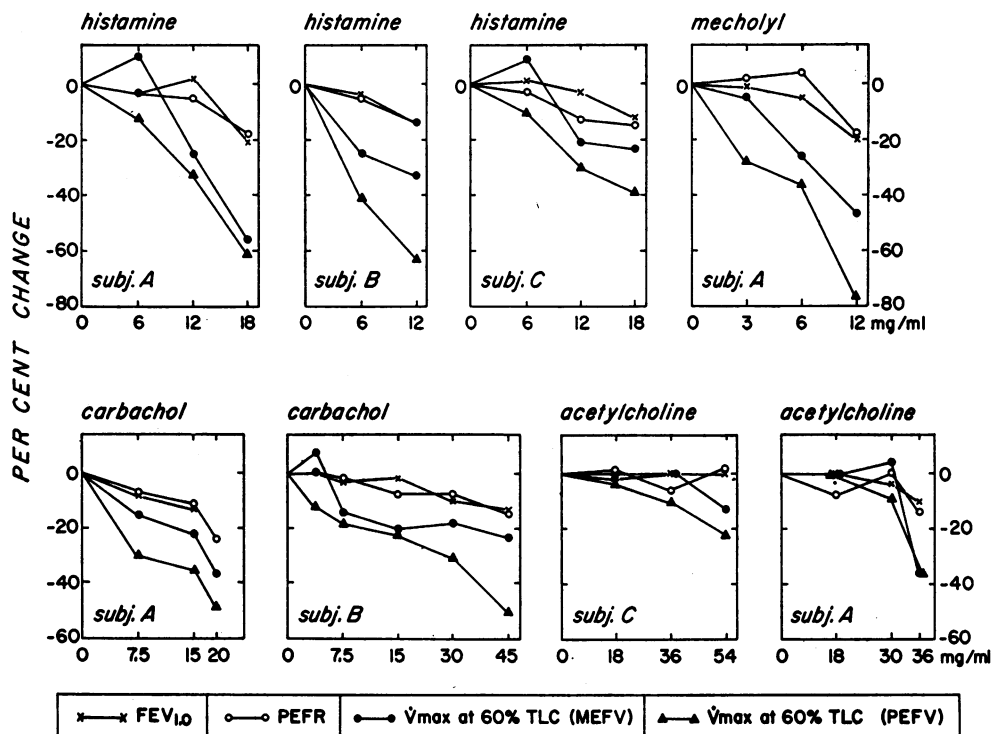 histamine histamine histamine mecholyl
0 0 0 0
-20 -20
-40 -40
-60 -60
subj. A subj. B subj. C subj. A
-80 -80
0 6 12 18 0 6 12 0 6 12 18 0 3 6 12 mg/ml
PER CENT CHANGE
carbachol carbachol acetylcholine acetylcholine
0 0 0 0
-20 -20
-40 -40
subj. A subj. B subj. C subj. A
-60 -60
0 7.5 15 20 0 7.5 15 30 45 0 18 36 54 0 18 30 36 mg/ml
FEV1.0 PEFR V̇max at 60% TLC (MEFV) V̇max at 60% TLC (PEFV)